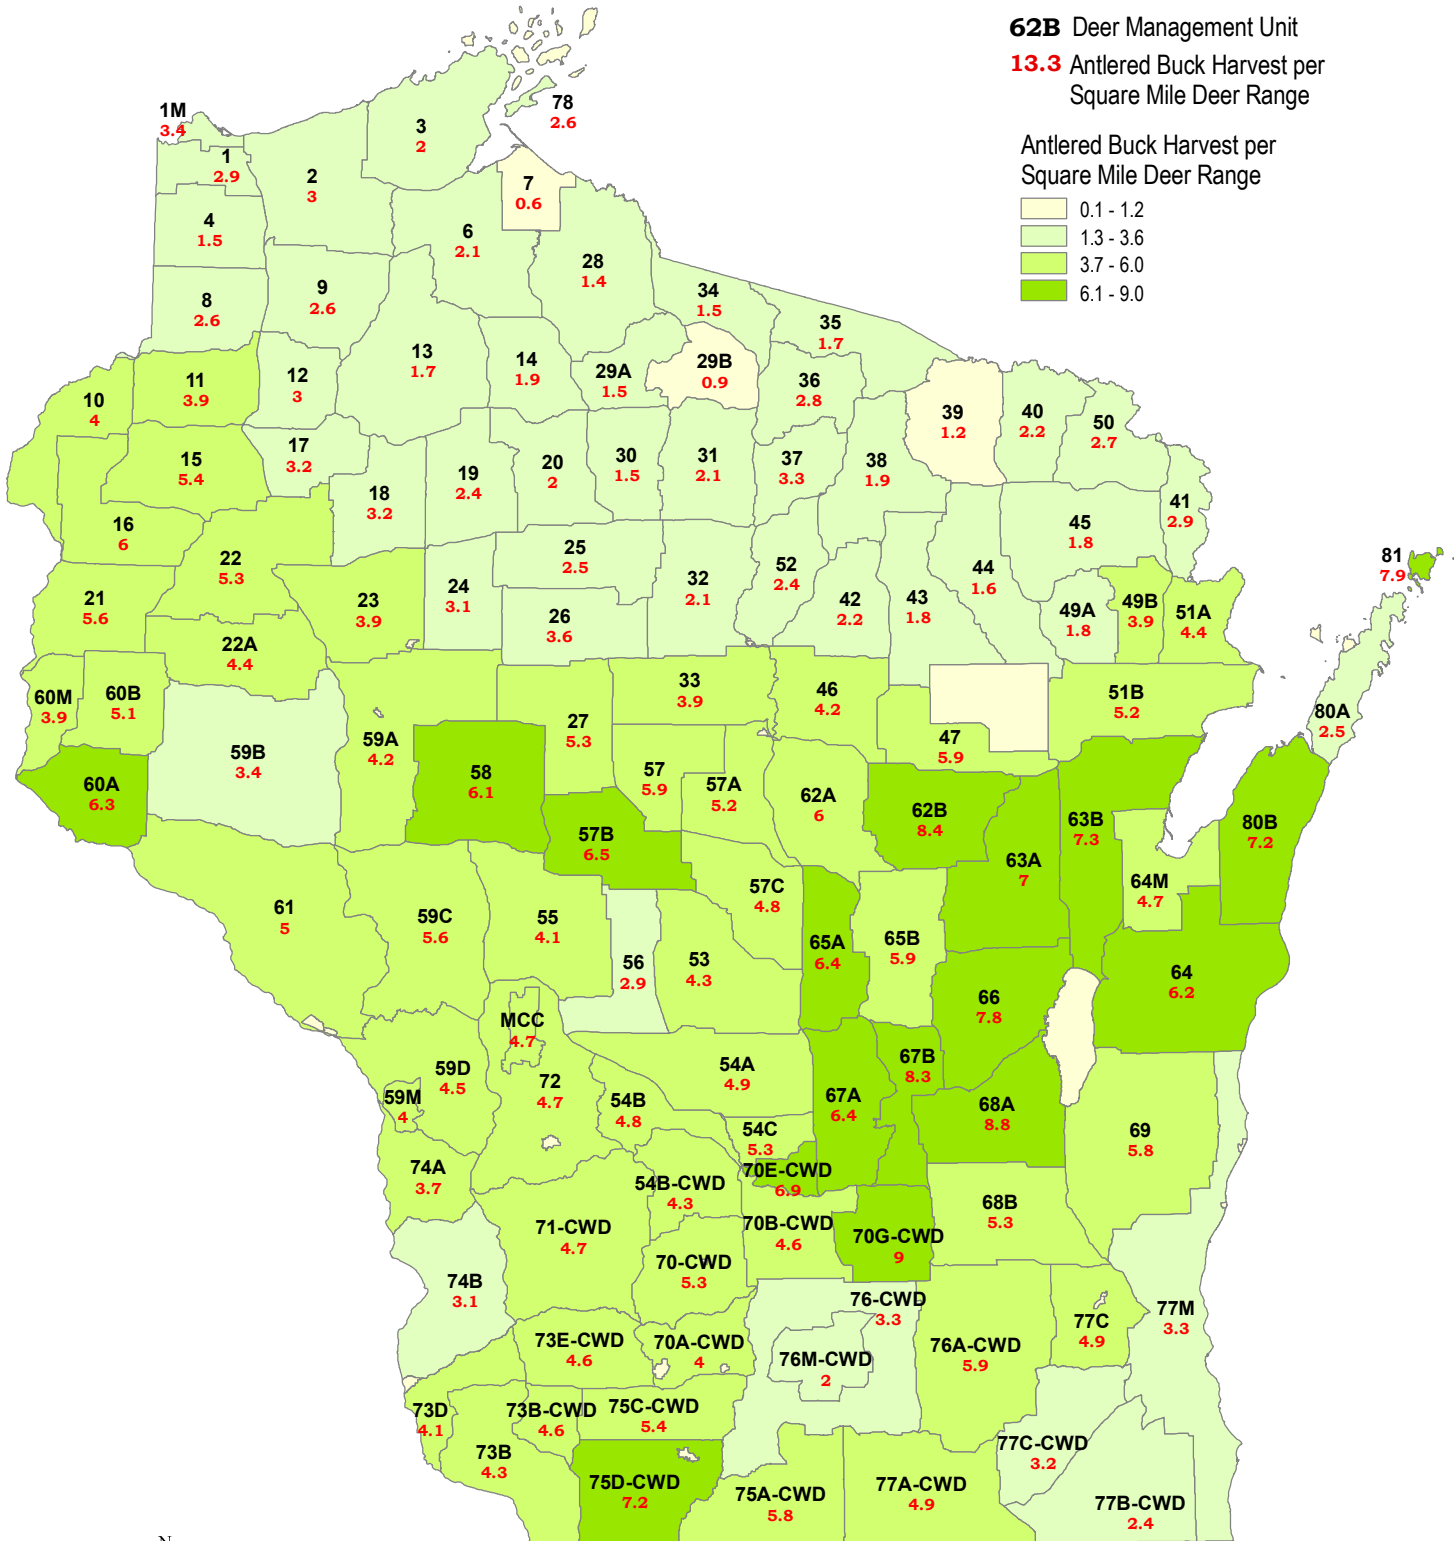 62B Deer Management Unit
13.3 Antlered Buck Harvest per
Square Mile Deer Range
Antlered Buck Harvest per
Square Mile Deer Range
0.1 - 1.2
1.3 - 3.6
3.7 - 6.0
6.1 - 9.0
1M
3.4
78
2.6
3
2
1
2.9
2
3
7
0.6
4
1.5
6
2.1
28
1.4
8
2.6
9
2.6
34
1.5
35
1.7
13
1.7
14
1.9
29A
1.5
29B
0.9
36
2.8
12
3
11
3.9
10
4
39
1.2
40
2.2
50
2.7
17
3.2
15
5.4
18
3.2
19
2.4
20
2
30
1.5
31
2.1
37
3.3
38
1.9
41
2.9
16
6
22
5.3
25
2.5
52
2.4
45
1.8
44
1.6
81
7.9
21
5.6
23
3.9
24
3.1
26
3.6
32
2.1
42
2.2
43
1.8
49A
1.8
49B
3.9
51A
4.4
22A
4.4
60M
3.9
60B
5.1
59B
3.4
59A
4.2
27
5.3
33
3.9
46
4.2
47
5.9
51B
5.2
80A
2.5
60A
6.3
58
6.1
57
5.9
57A
5.2
62A
6
62B
8.4
63B
7.3
80B
7.2
57B
6.5
63A
7
64M
4.7
57C
4.8
61
5
59C
5.6
55
4.1
56
2.9
53
4.3
65A
6.4
65B
5.9
64
6.2
66
7.8
MCC
4.7
59D
4.5
59M
4
72
4.7
54A
4.9
54B
4.8
67B
8.3
67A
6.4
68A
8.8
69
5.8
54C
5.3
74A
3.7
54B-CWD
4.3
70E-CWD
6.9
68B
5.3
71-CWD
4.7
70B-CWD
4.6
70G-CWD
9
70-CWD
5.3
74B
3.1
76-CWD
3.3
77C
4.9
77M
3.3
73E-CWD
4.6
70A-CWD
4
76M-CWD
2
76A-CWD
5.9
73D
4.1
73B-CWD
4.6
75C-CWD
5.4
73B
4.3
77C-CWD
3.2
75D-CWD
7.2
75A-CWD
5.8
77A-CWD
4.9
77B-CWD
2.4
N